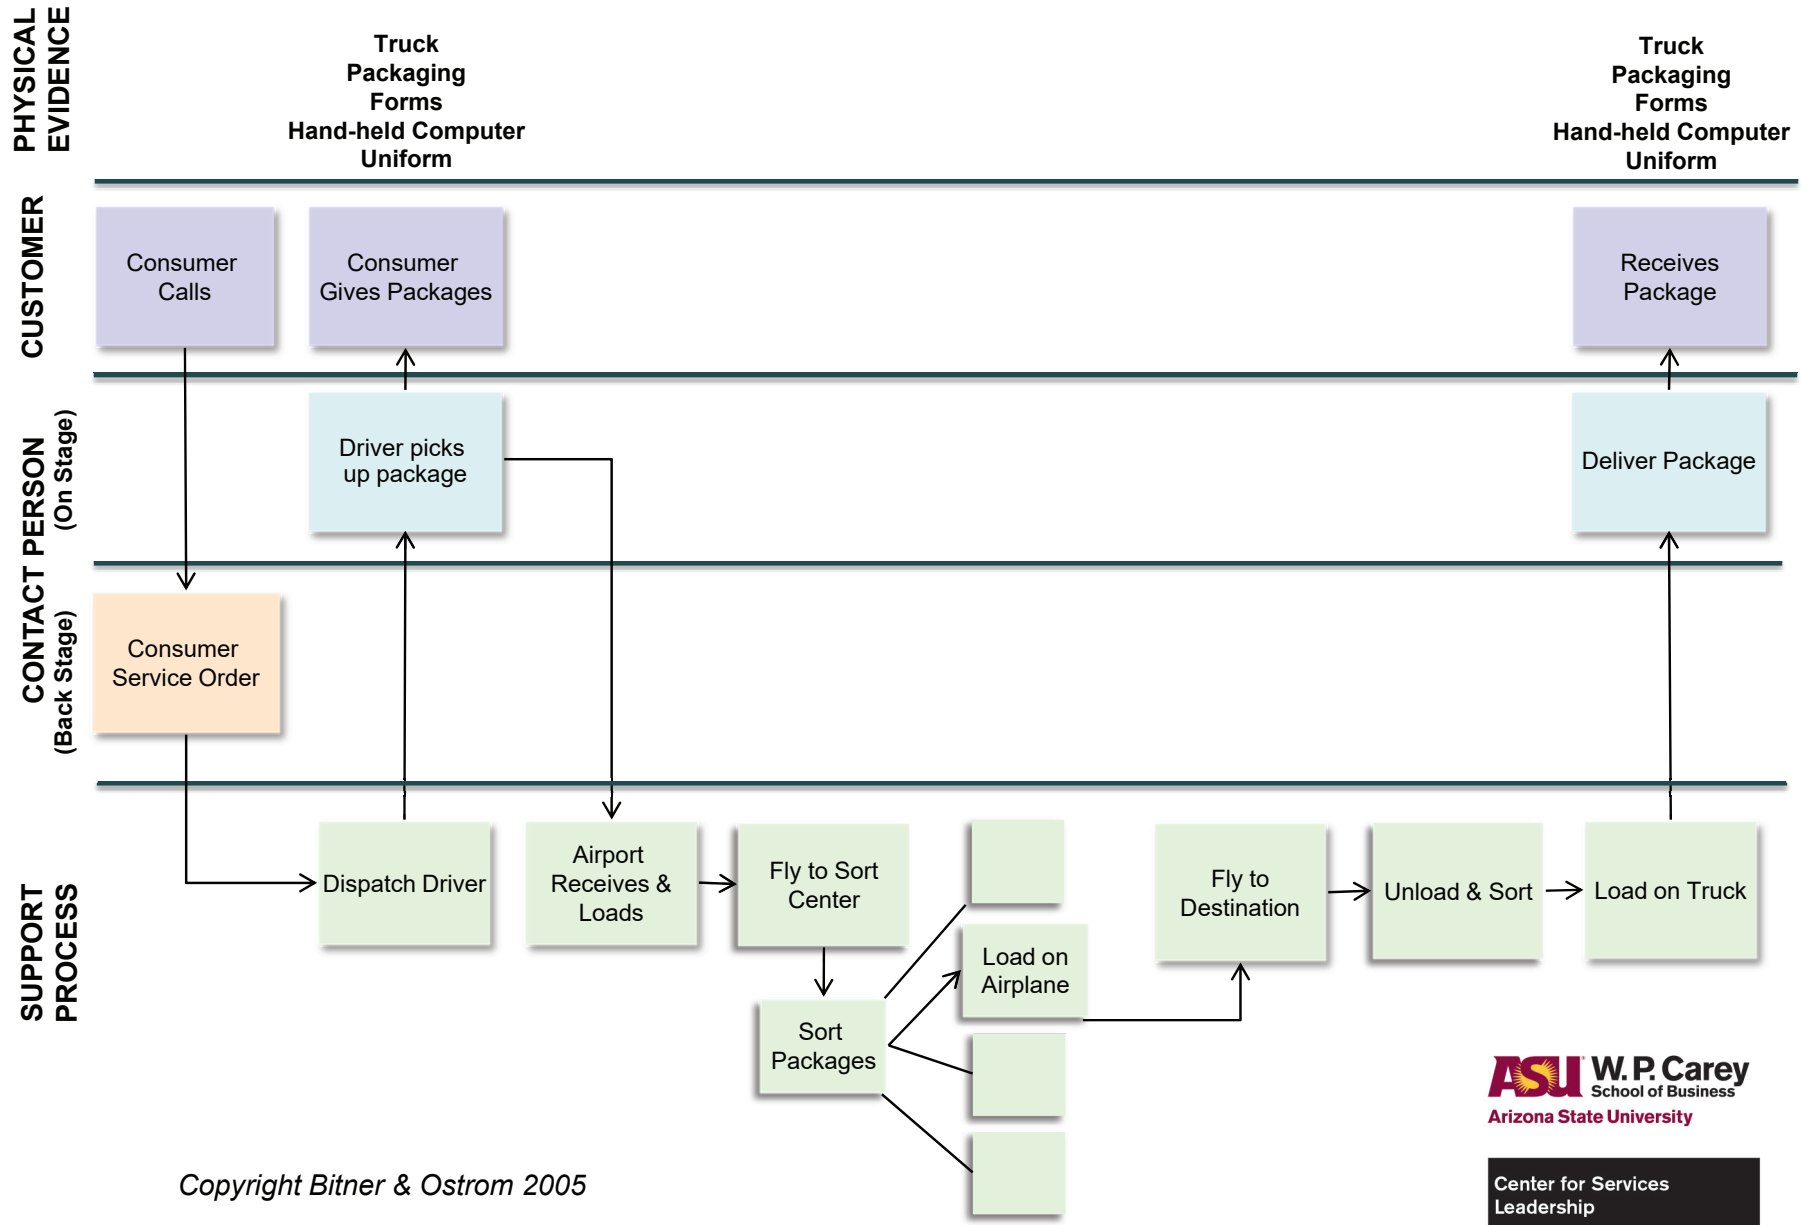 PHYSICAL
EVIDENCE
Truck
Packaging
Forms
Hand-held Computer
Uniform
Truck
Packaging
Forms
Hand-held Computer
Uniform
CUSTOMER
Consumer
Calls
Consumer
Gives Packages
Receives
Package
CONTACT PERSON
(On Stage)
Driver picks
up package
Deliver Package
(Back Stage)
Consumer
Service Order
SUPPORT
PROCESS
Dispatch Driver
Airport
Receives &
Loads
Fly to Sort
Center
Sort
Packages
Load on
Airplane
Fly to
Destination
Unload & Sort
Load on Truck
Copyright Bitner & Ostrom 2005
ASU W. P. Carey
School of Business
Arizona State University
Center for Services
Leadership